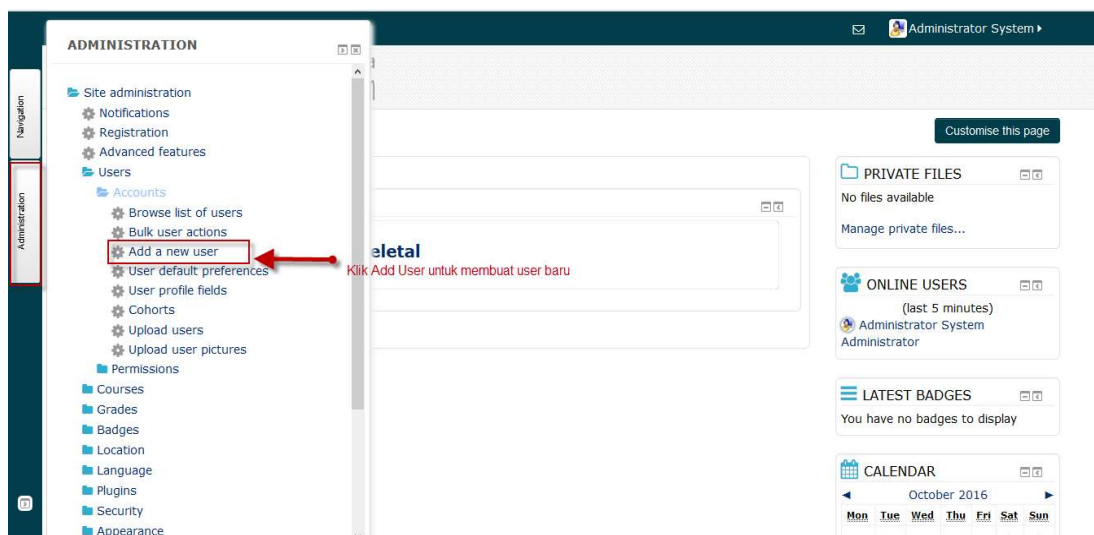 Administrator System
ADMINISTRATION
Navigation
Administration
Site administration
Notifications
Registration
Advanced features
Users
Accounts
Browse list of users
Bulk user actions
Add a new user
User default preferences
User profile fields
Cohorts
Upload users
Upload user pictures
Permissions
Courses
Grades
Badges
Location
Language
Plugins
Security
Appearance
eletal
Klik Add User untuk membuat user baru
Customise this page
PRIVATE FILES
No files available
Manage private files...
ONLINE USERS
(last 5 minutes)
Administrator System
Administrator
LATEST BADGES
You have no badges to display
CALENDAR
October 2016
Mon Tue Wed Thu Fri Sat Sun